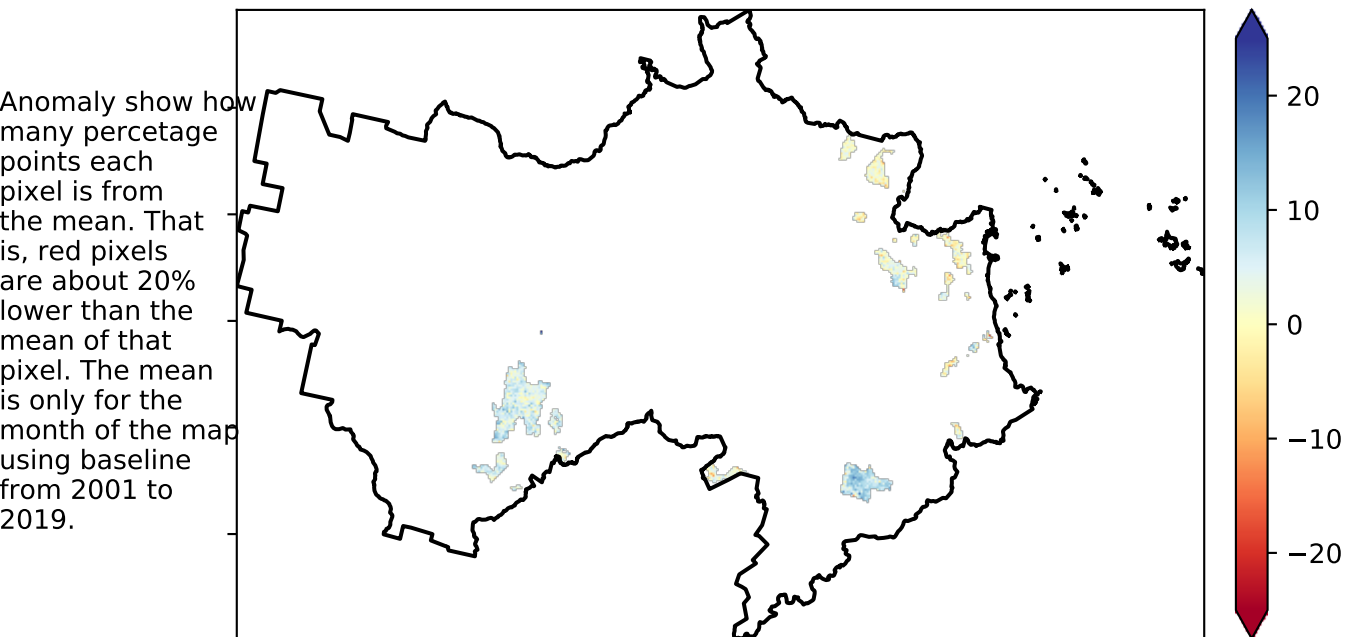 Anomaly show how
many percetage
points each
pixel is from
the mean. That
is, red pixels
are about 20%
lower than the
mean of that
pixel. The mean
is only for the
month of the map
using baseline
from 2001 to
2019.
20
10
0
−10
−20